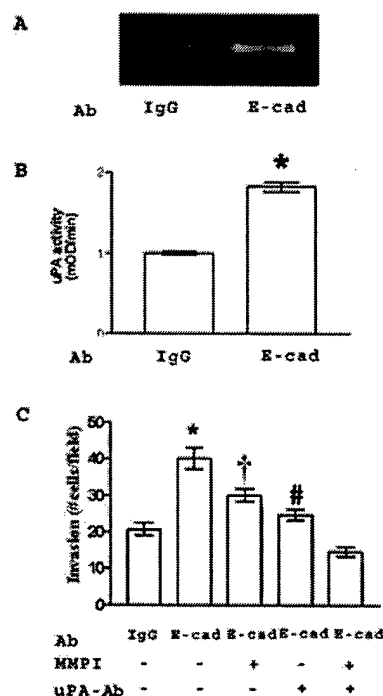 A
Ab IgG E-cad
B
uPA activity
(mOD/min)
2
*
1
0
Ab IgG E-cad
C
Invasion (#cells/field)
50
40
30
20
10
0
*
†
#
Ab IgG E-cad E-cad E-cad E-cad
MMPI - - + - +
uPA-Ab - - - + +